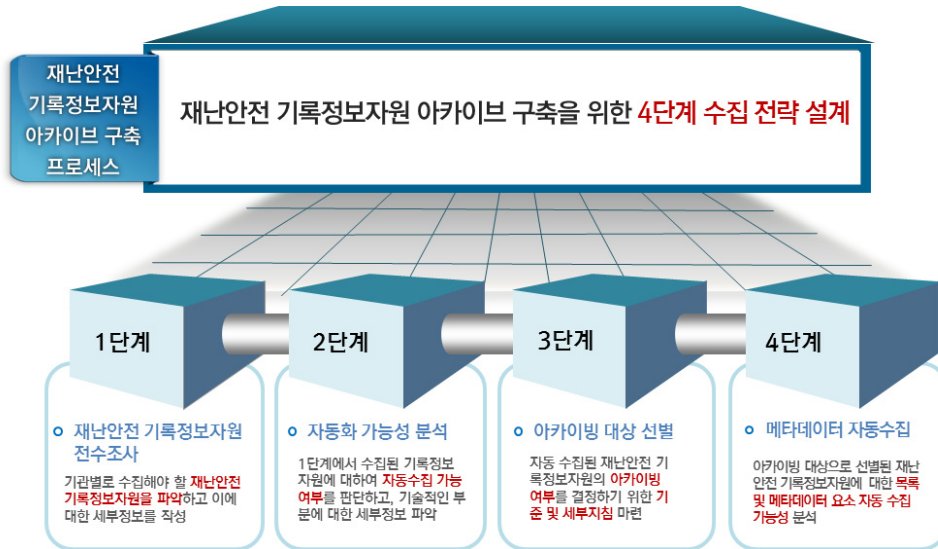 재난안전
기록정보자원
아카이브 구축
프로세스
재난안전 기록정보자원 아카이브 구축을 위한 4단계 수집 전략 설계
1단계
재난안전 기록정보자원
전수조사
기관별로 수집해야 할 재난안전
기록정보자원을 파악하고 이에
대한 세부정보를 작성
2단계
자동화 가능성 분석
1단계에서 수집된 기록정보
자원에 대하여 자동수집 가능
여부를 판단하고, 기술적인 부
분에 대한 세부정보 파악
3단계
아카이빙 대상 선별
자동 수집된 재난안전 기
록정보자원의 아카이빙
여부를 결정하기 위한 기
준 및 세부지침 마련
4단계
메타데이터 자동수집
아카이빙 대상으로 선별된 재난
안전 기록정보자원에 대한 목록
및 메타데이터 요소 자동 수집
가능성 분석